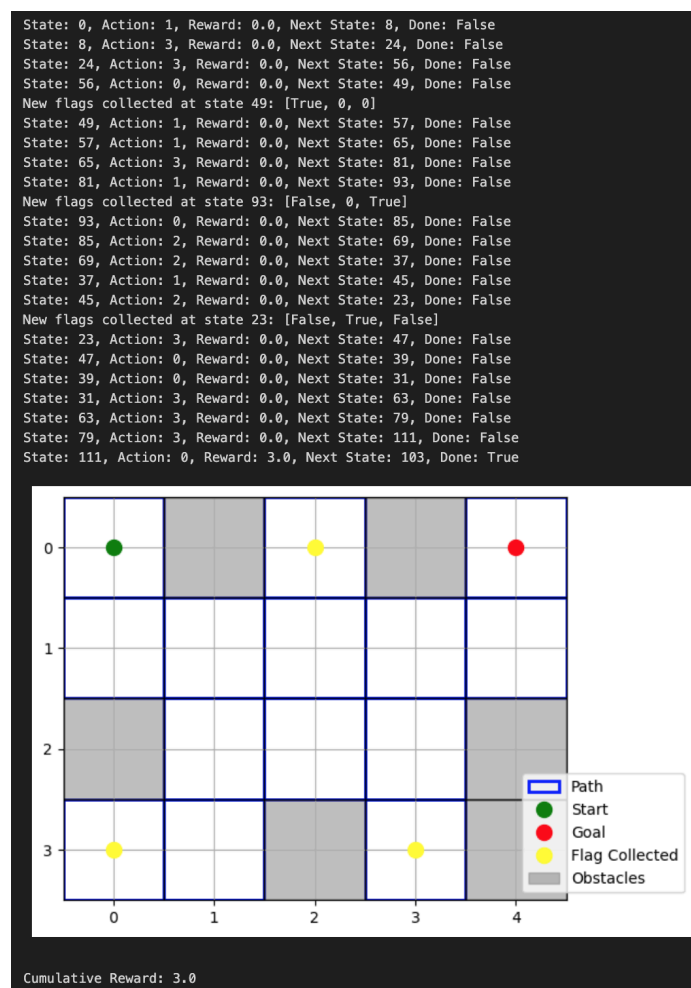 State: 0, Action: 1, Reward: 0.0, Next State: 8, Done: False
State: 8, Action: 3, Reward: 0.0, Next State: 24, Done: False
State: 24, Action: 3, Reward: 0.0, Next State: 56, Done: False
State: 56, Action: 0, Reward: 0.0, Next State: 49, Done: False
New flags collected at state 49: [True, 0, 0]
State: 49, Action: 1, Reward: 0.0, Next State: 57, Done: False
State: 57, Action: 1, Reward: 0.0, Next State: 65, Done: False
State: 65, Action: 3, Reward: 0.0, Next State: 81, Done: False
State: 81, Action: 1, Reward: 0.0, Next State: 93, Done: False
New flags collected at state 93: [False, 0, True]
State: 93, Action: 0, Reward: 0.0, Next State: 85, Done: False
State: 85, Action: 2, Reward: 0.0, Next State: 69, Done: False
State: 69, Action: 2, Reward: 0.0, Next State: 37, Done: False
State: 37, Action: 1, Reward: 0.0, Next State: 45, Done: False
State: 45, Action: 2, Reward: 0.0, Next State: 23, Done: False
New flags collected at state 23: [False, True, False]
State: 23, Action: 3, Reward: 0.0, Next State: 47, Done: False
State: 47, Action: 0, Reward: 0.0, Next State: 39, Done: False
State: 39, Action: 0, Reward: 0.0, Next State: 31, Done: False
State: 31, Action: 3, Reward: 0.0, Next State: 63, Done: False
State: 63, Action: 3, Reward: 0.0, Next State: 79, Done: False
State: 79, Action: 3, Reward: 0.0, Next State: 111, Done: False
State: 111, Action: 0, Reward: 3.0, Next State: 103, Done: True
0
1
2
3
Path
Start
Goal
Flag Collected
Obstacles
0 1 2 3 4
Cumulative Reward: 3.0